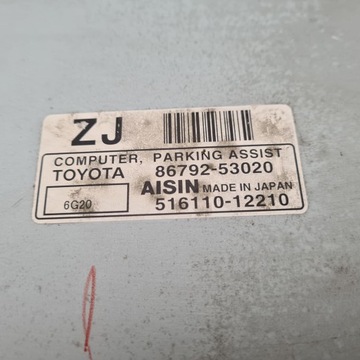 ZJ
COMPUTER, PARKING ASSIST
TOYOTA 86792-53020
6G20 AISIN MADE IN JAPAN
516110-12210